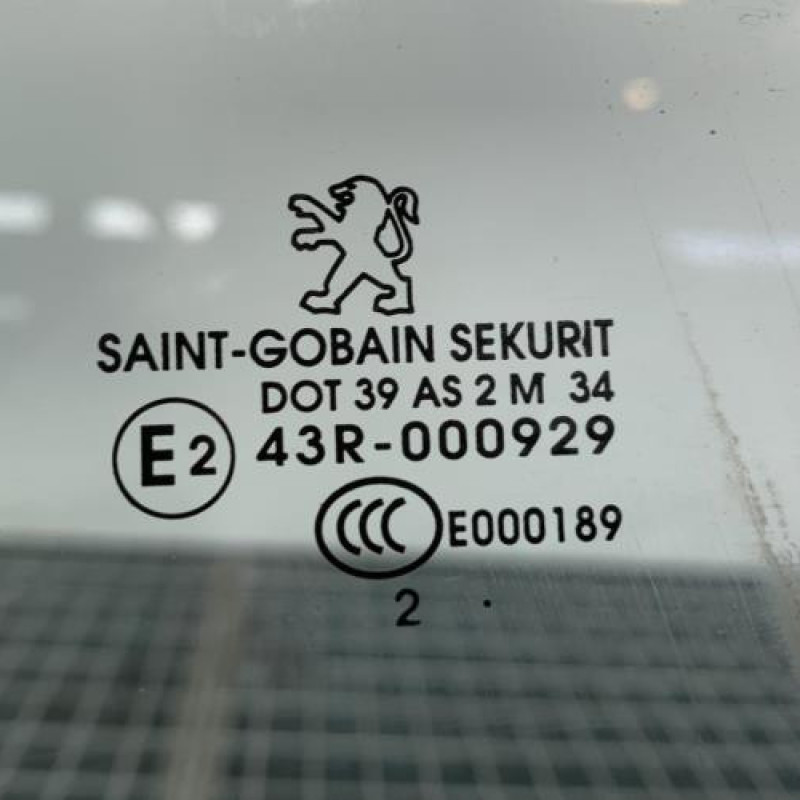 SAINT-GOBAIN SEKURIT
DOT 39 AS 2 M 34
E2 43R-000929
CCC E000189
2 .